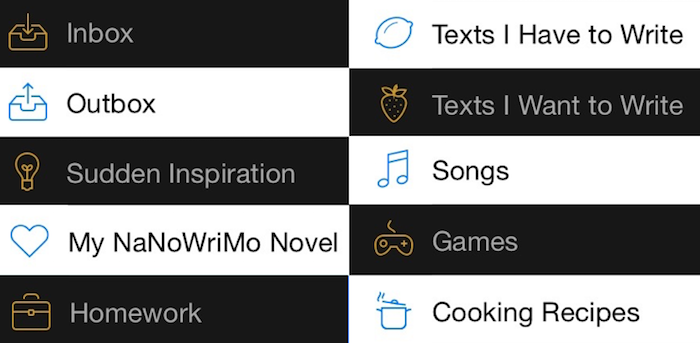 Inbox
Outbox
Sudden Inspiration
My NaNoWriMo Novel
Homework
Texts I Have to Write
Texts I Want to Write
Songs
Games
Cooking Recipes